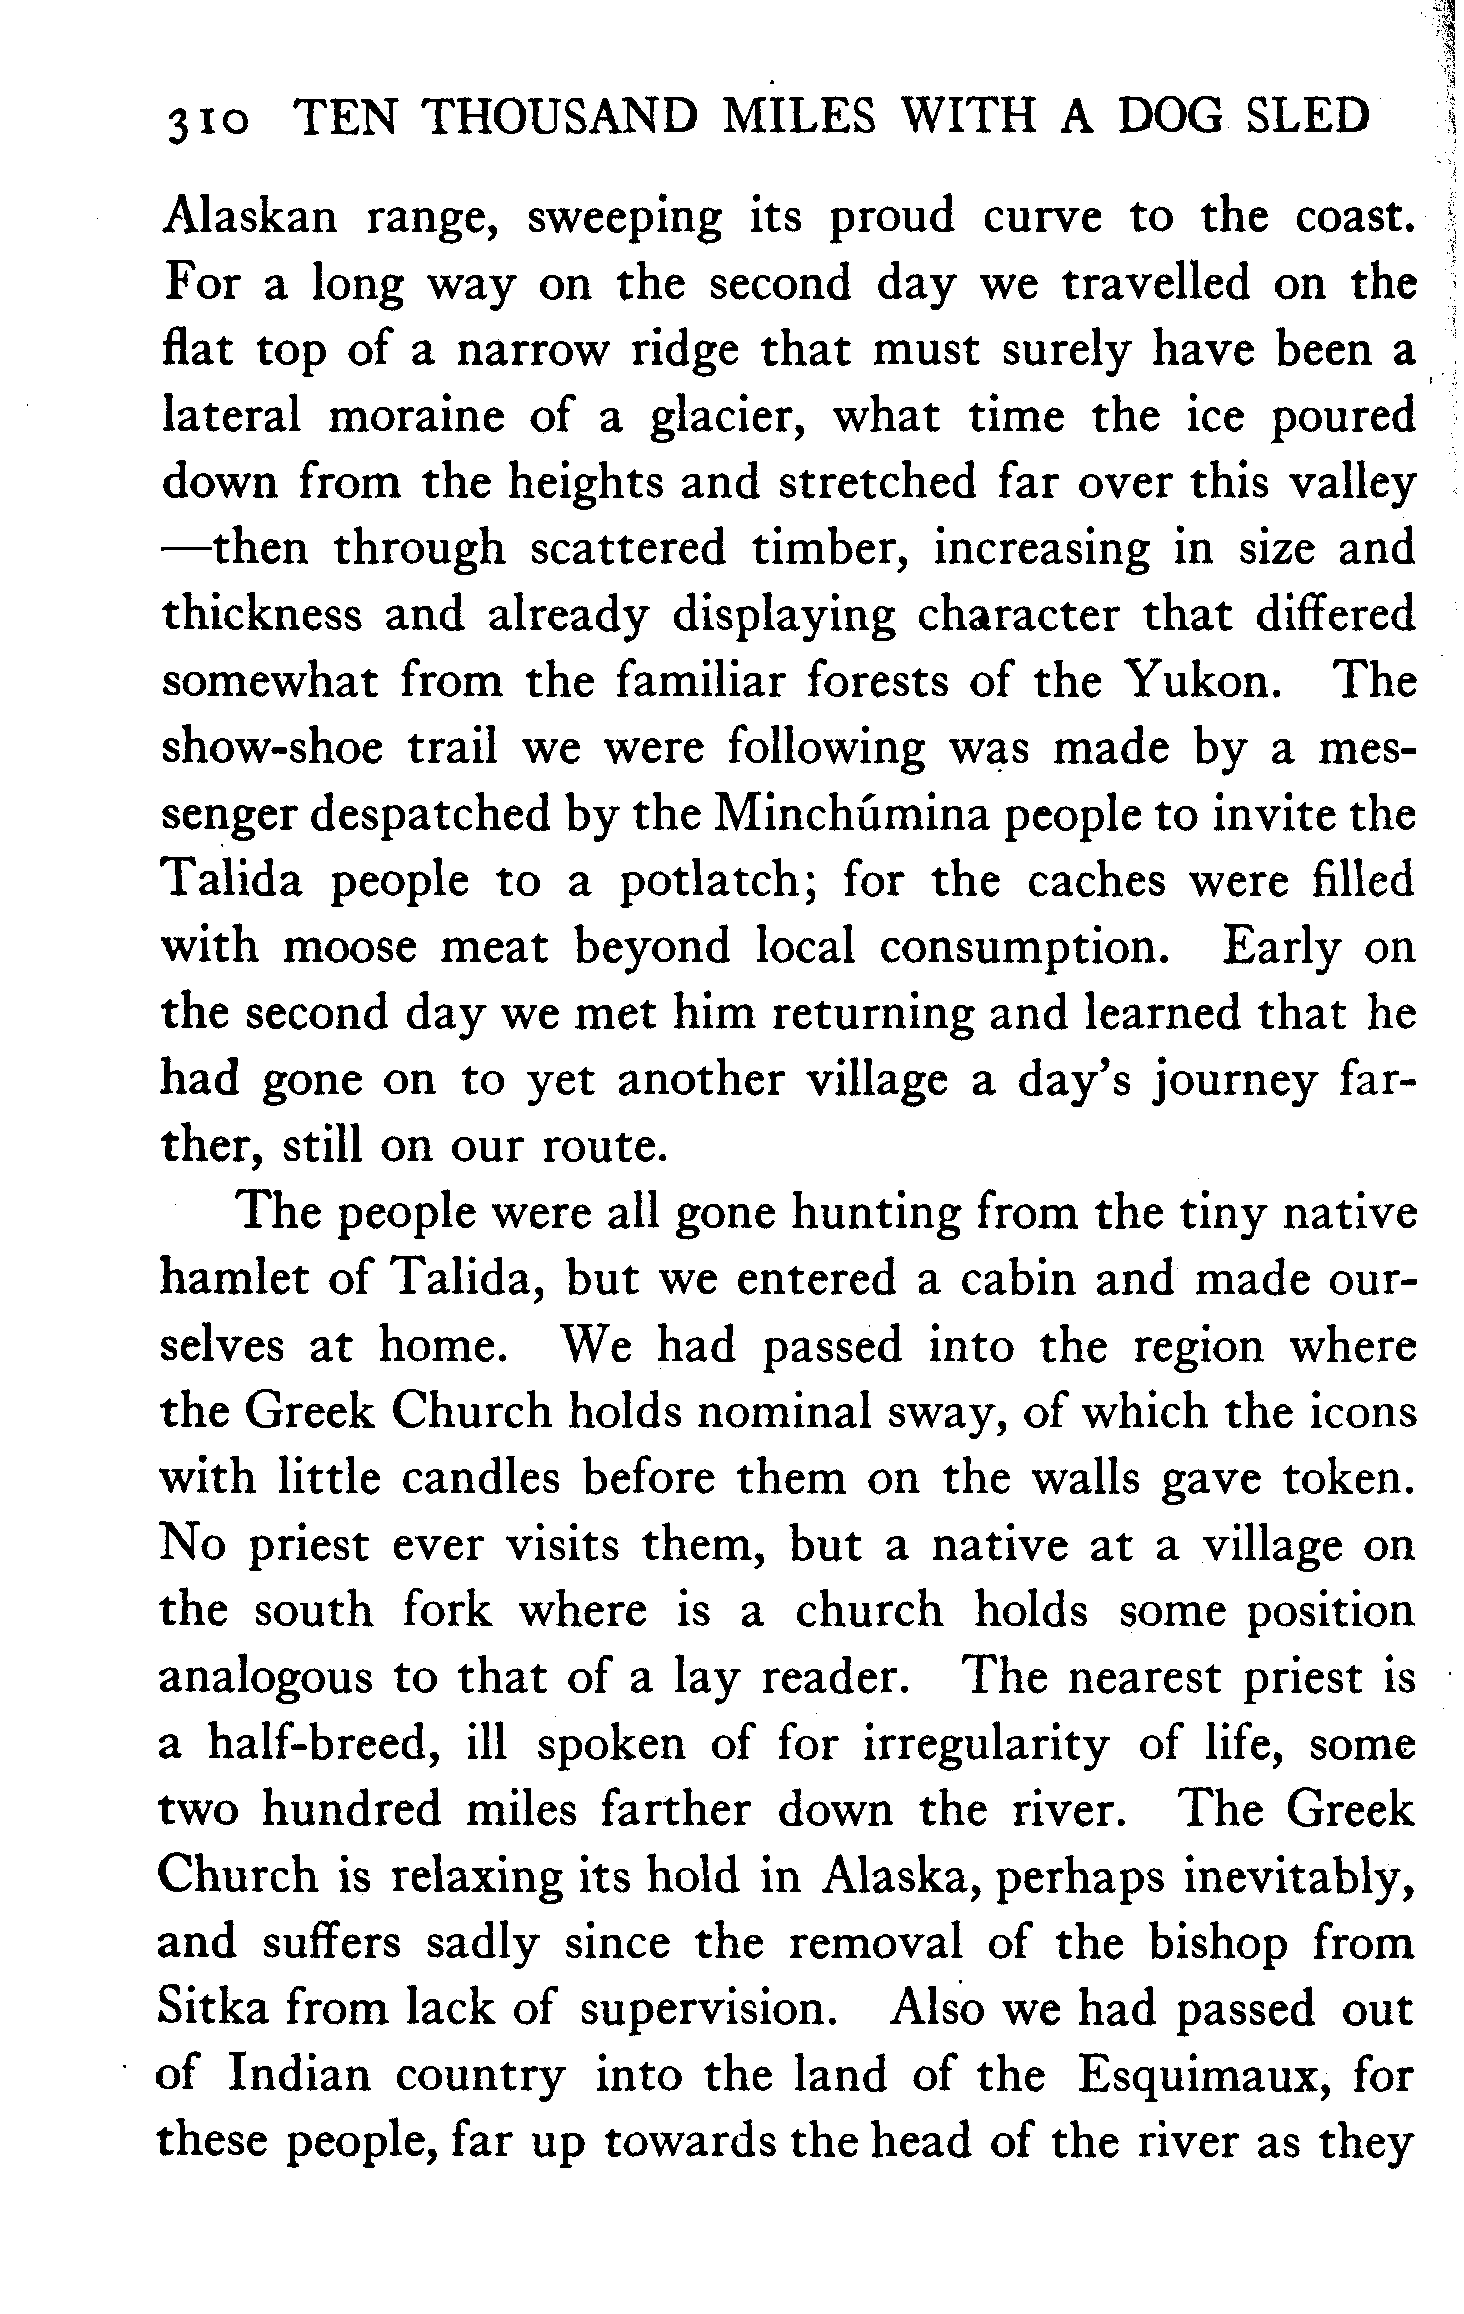 310 TEN THOUSAND MILES WITH A DOG SLED
Alaskan range, sweeping its proud curve to the coast.
For a long way on the second day we travelled on the
flat top of a narrow ridge that must surely have been a
lateral moraine of a glacier, what time the ice poured
down from the heights and stretched far over this valley
—then through scattered timber, increasing in size and
thickness and already displaying character that differed
somewhat from the familiar forests of the Yukon. The
show-shoe trail we were following was made by a mes-
senger despatched by the Minchúmina people to invite the
Talida people to a potlatch; for the caches were filled
with moose meat beyond local consumption. Early on
the second day we met him returning and learned that he
had gone on to yet another village a day's journey far-
ther, still on our route.
The people were all gone hunting from the tiny native
hamlet of Talida, but we entered a cabin and made our-
selves at home. We had passed into the region where
the Greek Church holds nominal sway, of which the icons
with little candles before them on the walls gave token.
No priest ever visits them, but a native at a village on
the south fork where is a church holds some position
analogous to that of a lay reader. The nearest priest is
a half-breed, ill spoken of for irregularity of life, some
two hundred miles farther down the river. The Greek
Church is relaxing its hold in Alaska, perhaps inevitably,
and suffers sadly since the removal of the bishop from
Sitka from lack of supervision. Also we had passed out
of Indian country into the land of the Esquimaux, for
these people, far up towards the head of the river as they